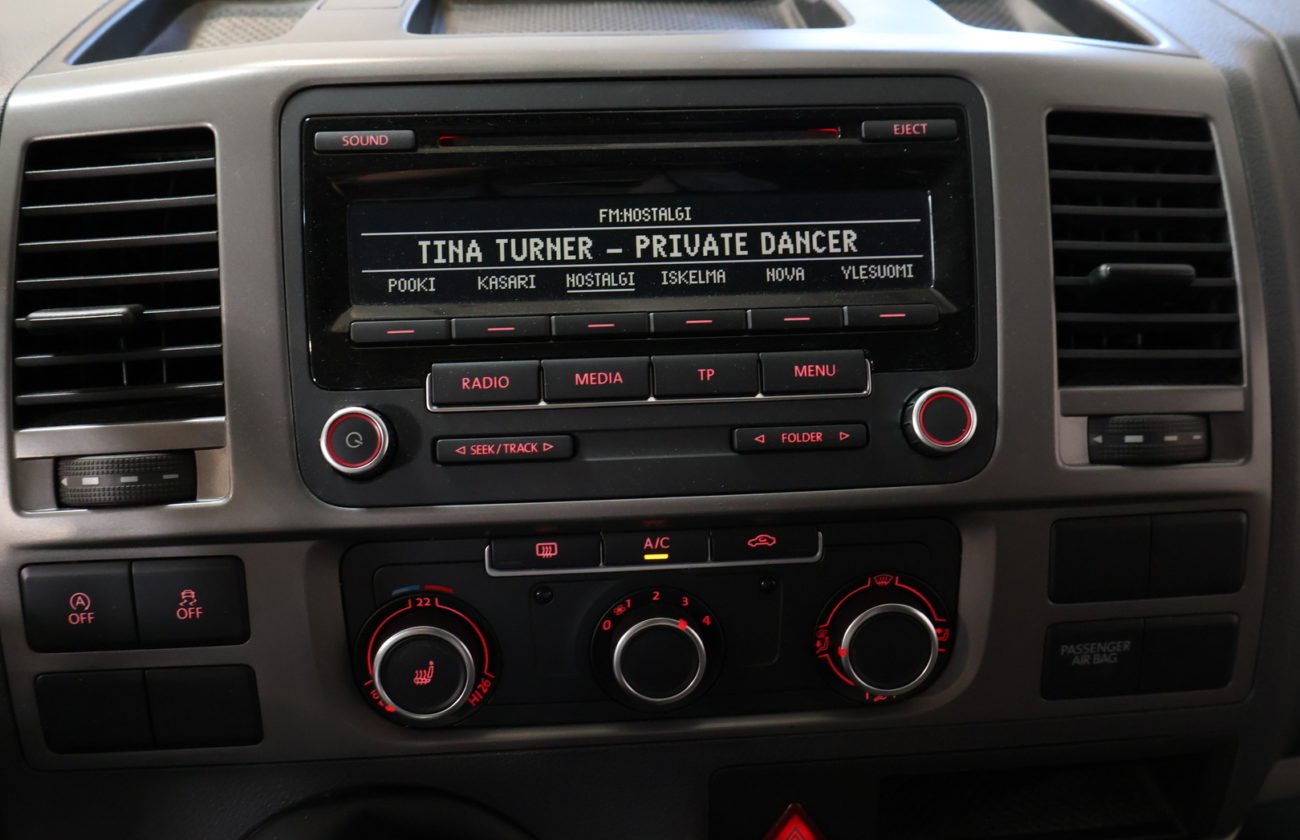 SOUND
EJECT
FM:NOSTALGI
TINA TURNER – PRIVATE DANCER
POOKI KASARI NOSTALGI ISKELMA NOVA YLESUOMI
RADIO MEDIA TP MENU
SEEK/TRACK
FOLDER
A/C
A OFF
OFF
22
HI/26
0 1 2 3 4
PASSENGER
AIR BAG